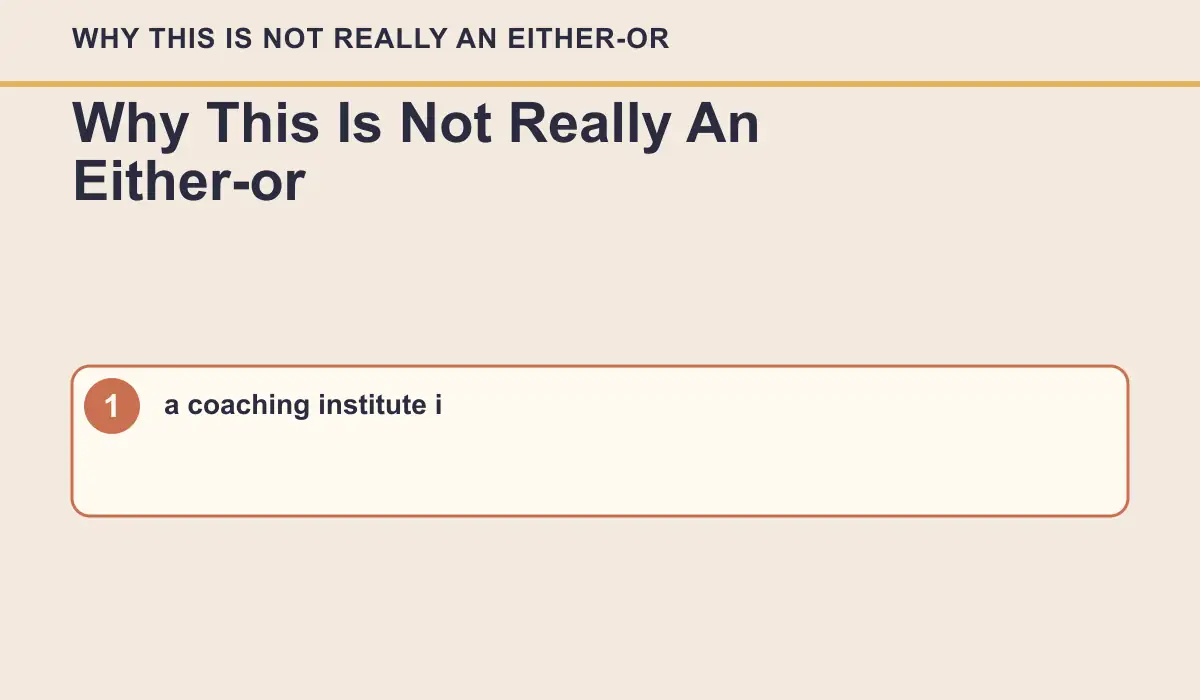 WHY THIS IS NOT REALLY AN EITHER-OR
Why This Is Not Really An
Either-or
1
a coaching institute i